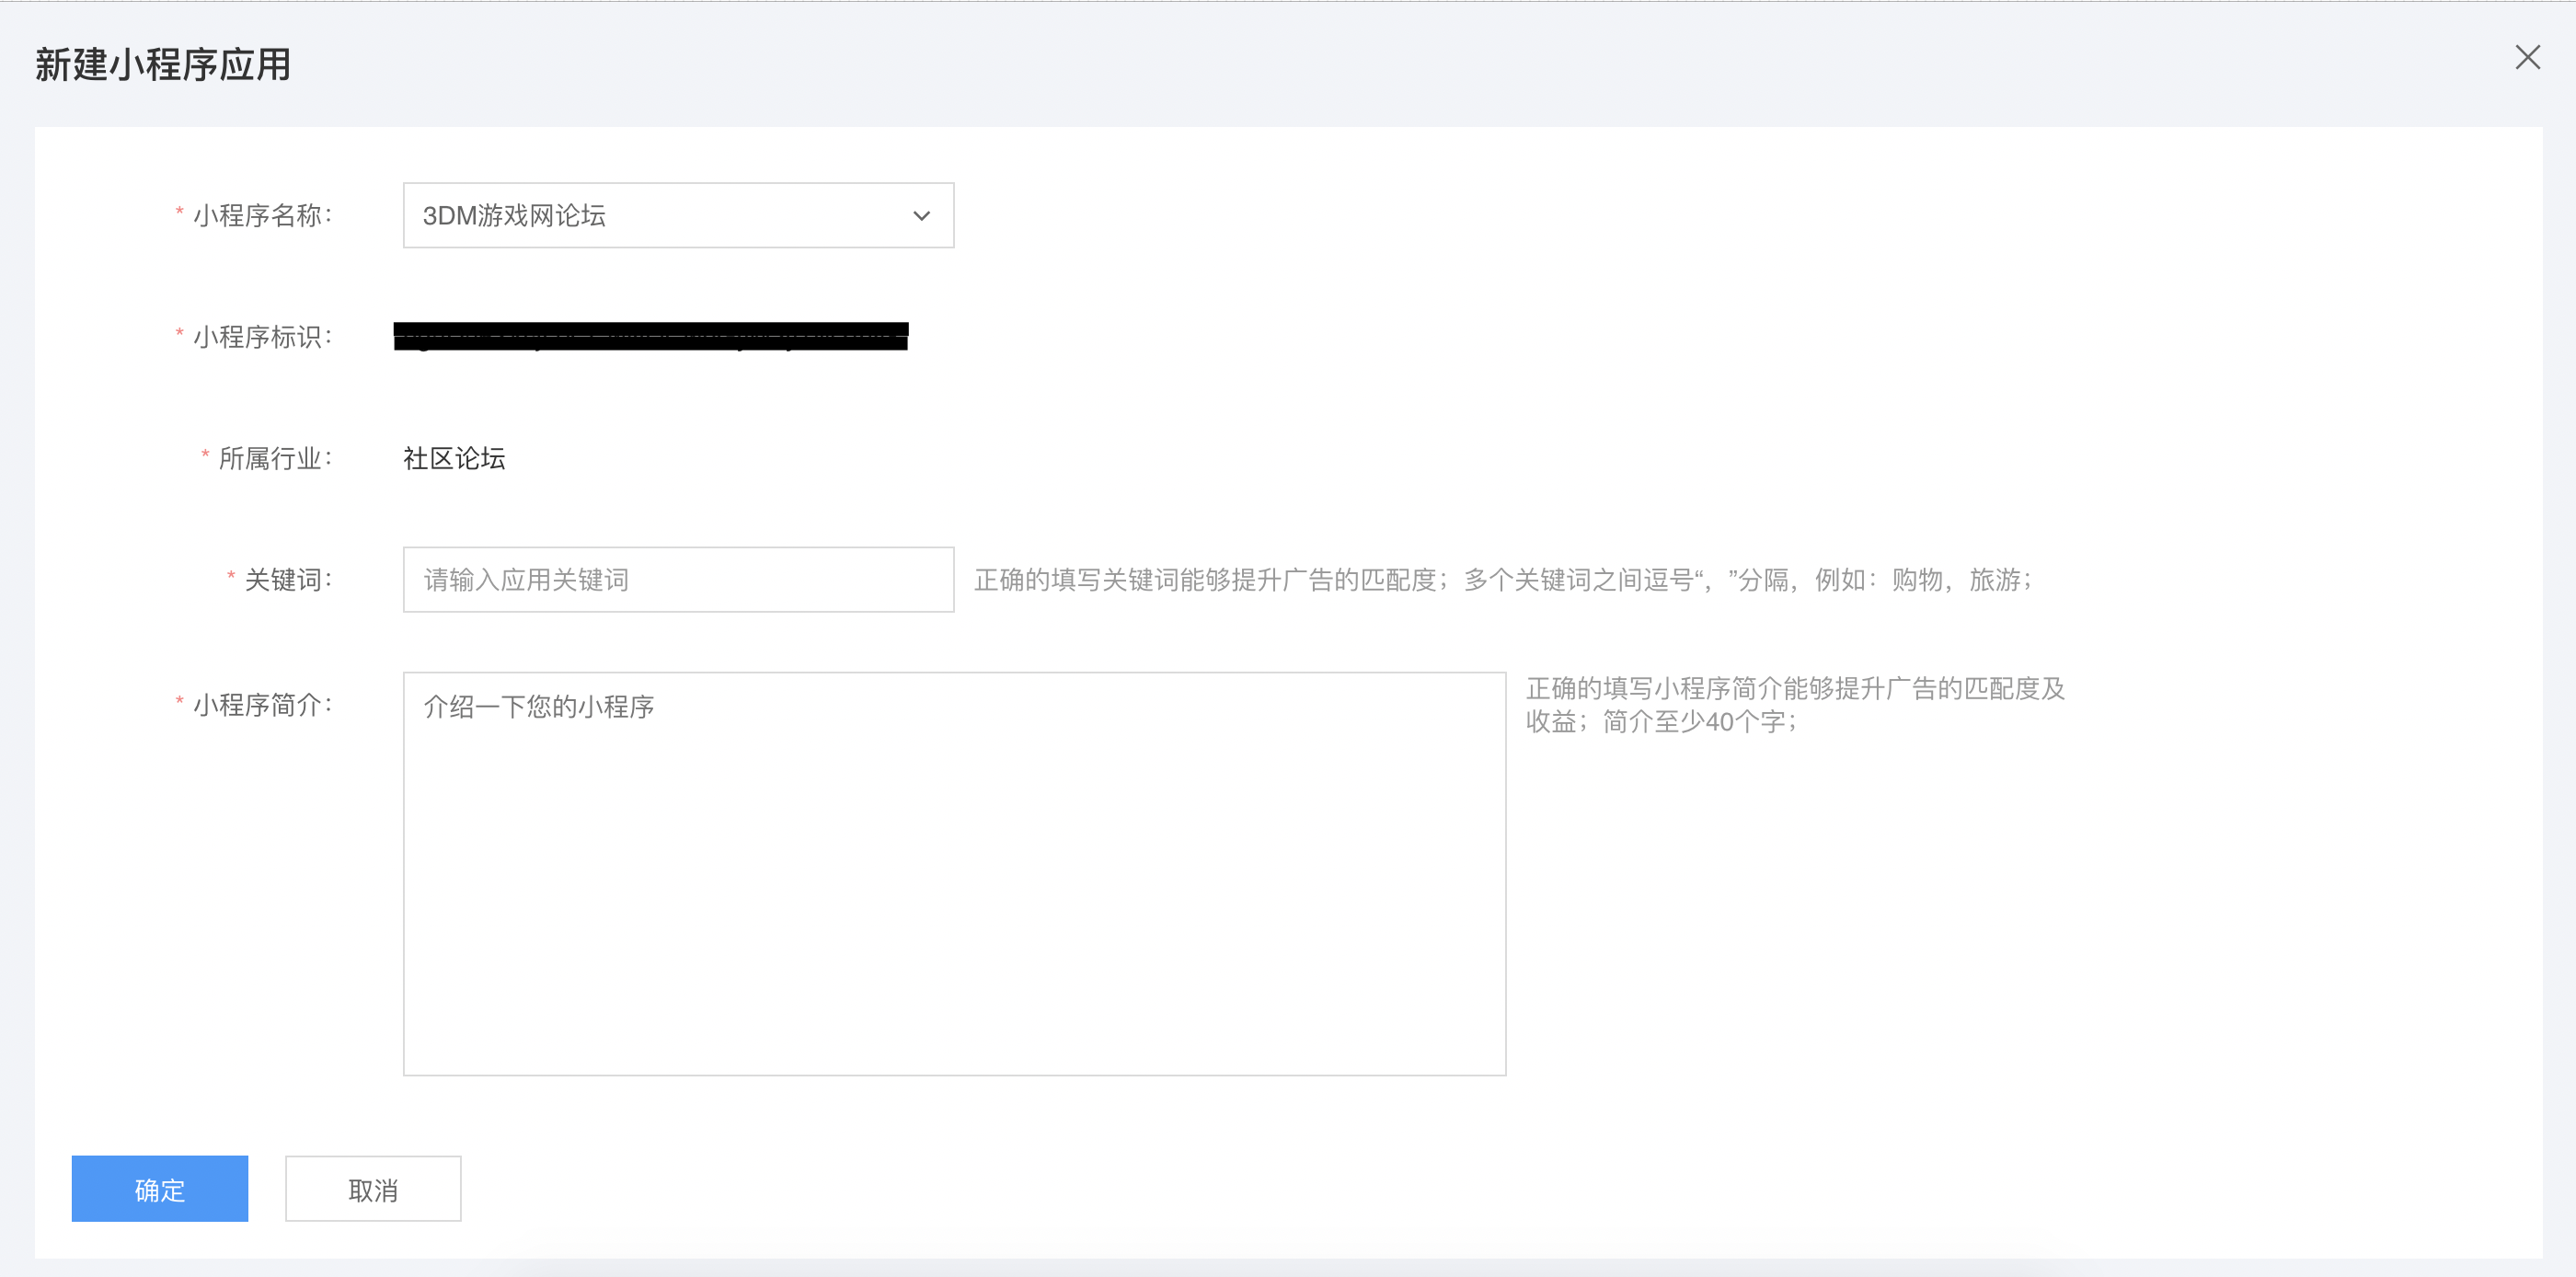 新建小程序应用
* 小程序名称: 3DM游戏网论坛
* 小程序标识:
* 所属行业: 社区论坛
* 关键词: 请输入应用关键词 正确的填写关键词能够提升广告的匹配度；多个关键词之间逗号“，”分隔，例如：购物，旅游；
* 小程序简介: 介绍一下您的小程序 正确的填写小程序简介能够提升广告的匹配度及
收益；简介至少40个字；
确定 取消